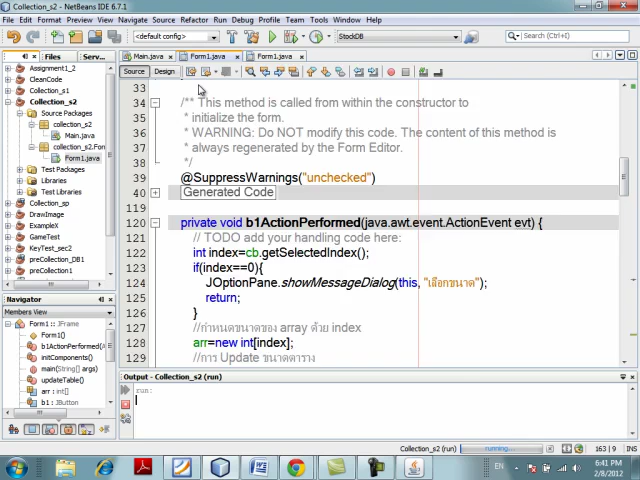 Collection_s2 - NetBeans IDE 6.7.1
File Edit View Navigate Source Refactor Run Debug Profile Team Tools Window Help
<default config> StockDB Search (Ctrl+I)
Serv...
Main.java Form1.java Form1.java
Source Design
Assignment1_2
CleanCode
Collection_s1
Collection_s2
Source Packages
collection_s2
Main.java
collection_s2.For
Form1.java
Test Packages
Libraries
Test Libraries
Collection_sp
DrawImage
ExampleX
GameTest
KeyTest_sec2
preCollection_DB1
preCollection1
Navigator
Members View
Form1 :: JFrame
Form1()
b1ActionPerformed(A
initComponents()
main(String[] args)
updateTable()
arr : int[]
b1 : JButton
33
34 /** This method is called from within the constructor to
35 * initialize the form.
36 * WARNING: Do NOT modify this code. The content of this method is
37 * always regenerated by the Form Editor.
38 */
39 @SuppressWarnings("unchecked")
40 Generated Code
119
120 private void b1ActionPerformed(java.awt.event.ActionEvent evt) {
121 // TODO add your handling code here:
122 int index=cb.getSelectedIndex();
123 if(index==0){
124 JOptionPane.showMessageDialog(this, "เลือกขนาด");
125 return;
126 }
127 //กำหนดขนาดของ array ด้วย index
128 arr=new int[index];
129 //การ Update ขนาดตาราง
Output - Collection_s2 (run)
run:
Collection_s2 (run) running... 163 | 9 INS
EN 6:41 PM
2/8/2012